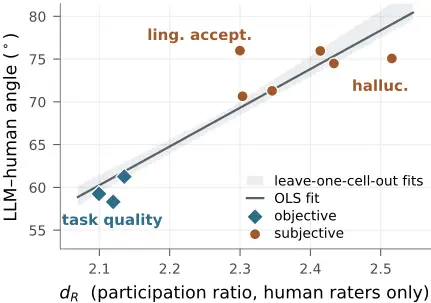 80
75
70
65
60
55
LLM–human angle (°)
ling. accept.
halluc.
task quality
leave-one-cell-out fits
OLS fit
objective
subjective
2.1 2.2 2.3 2.4 2.5
d_R (participation ratio, human raters only)